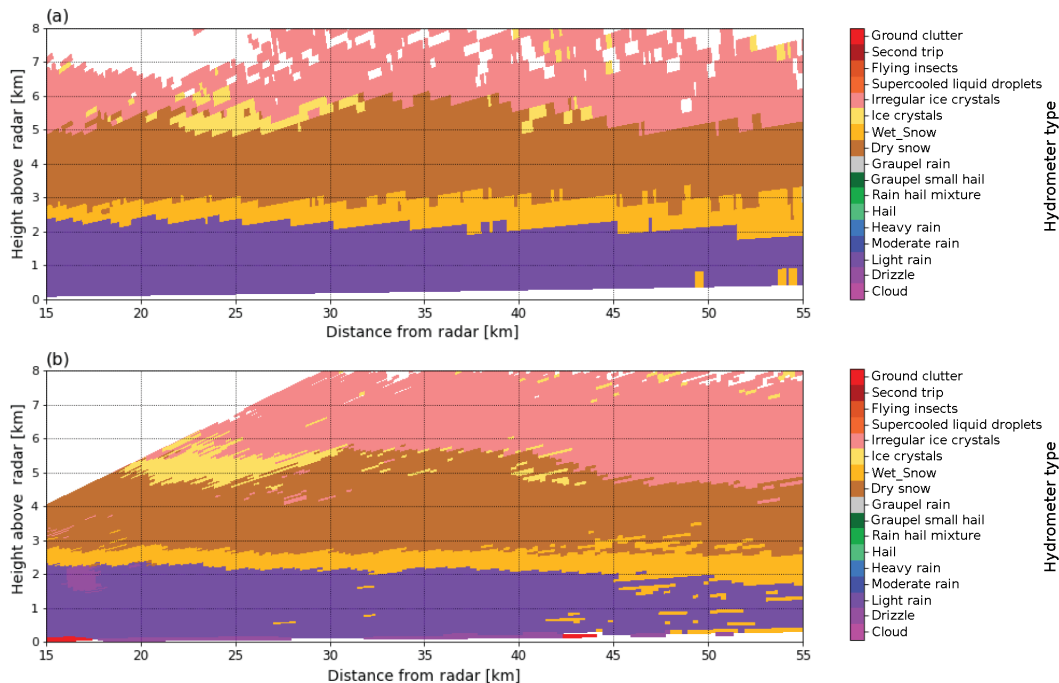 (a)
Height above radar [km]
8
7
6
5
4
3
2
1
0
15 20 25 30 35 40 45 50 55
Distance from radar [km]
Ground clutter
Second trip
Flying insects
Supercooled liquid droplets
Irregular ice crystals
Ice crystals
Wet_Snow
Dry snow
Graupel rain
Graupel small hail
Rain hail mixture
Hail
Heavy rain
Moderate rain
Light rain
Drizzle
Cloud
Hydrometer type
(b)
Height above radar [km]
8
7
6
5
4
3
2
1
0
15 20 25 30 35 40 45 50 55
Distance from radar [km]
Ground clutter
Second trip
Flying insects
Supercooled liquid droplets
Irregular ice crystals
Ice crystals
Wet_Snow
Dry snow
Graupel rain
Graupel small hail
Rain hail mixture
Hail
Heavy rain
Moderate rain
Light rain
Drizzle
Cloud
Hydrometer type